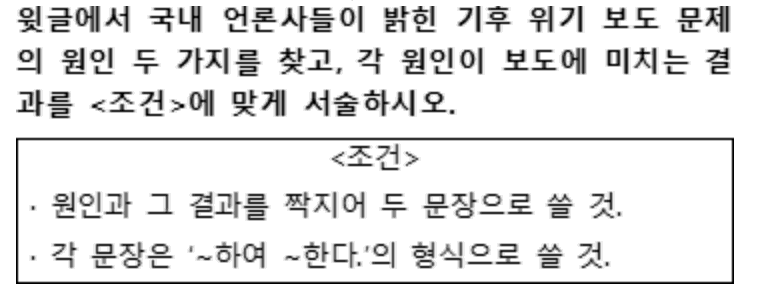 윗글에서 국내 언론사들이 밝힌 기후 위기 보도 문제
의 원인 두 가지를 찾고, 각 원인이 보도에 미치는 결
과를 <조건>에 맞게 서술하시오.
<조건>
· 원인과 그 결과를 짝지어 두 문장으로 쓸 것.
· 각 문장은 ‘~하여 ~한다.’의 형식으로 쓸 것.